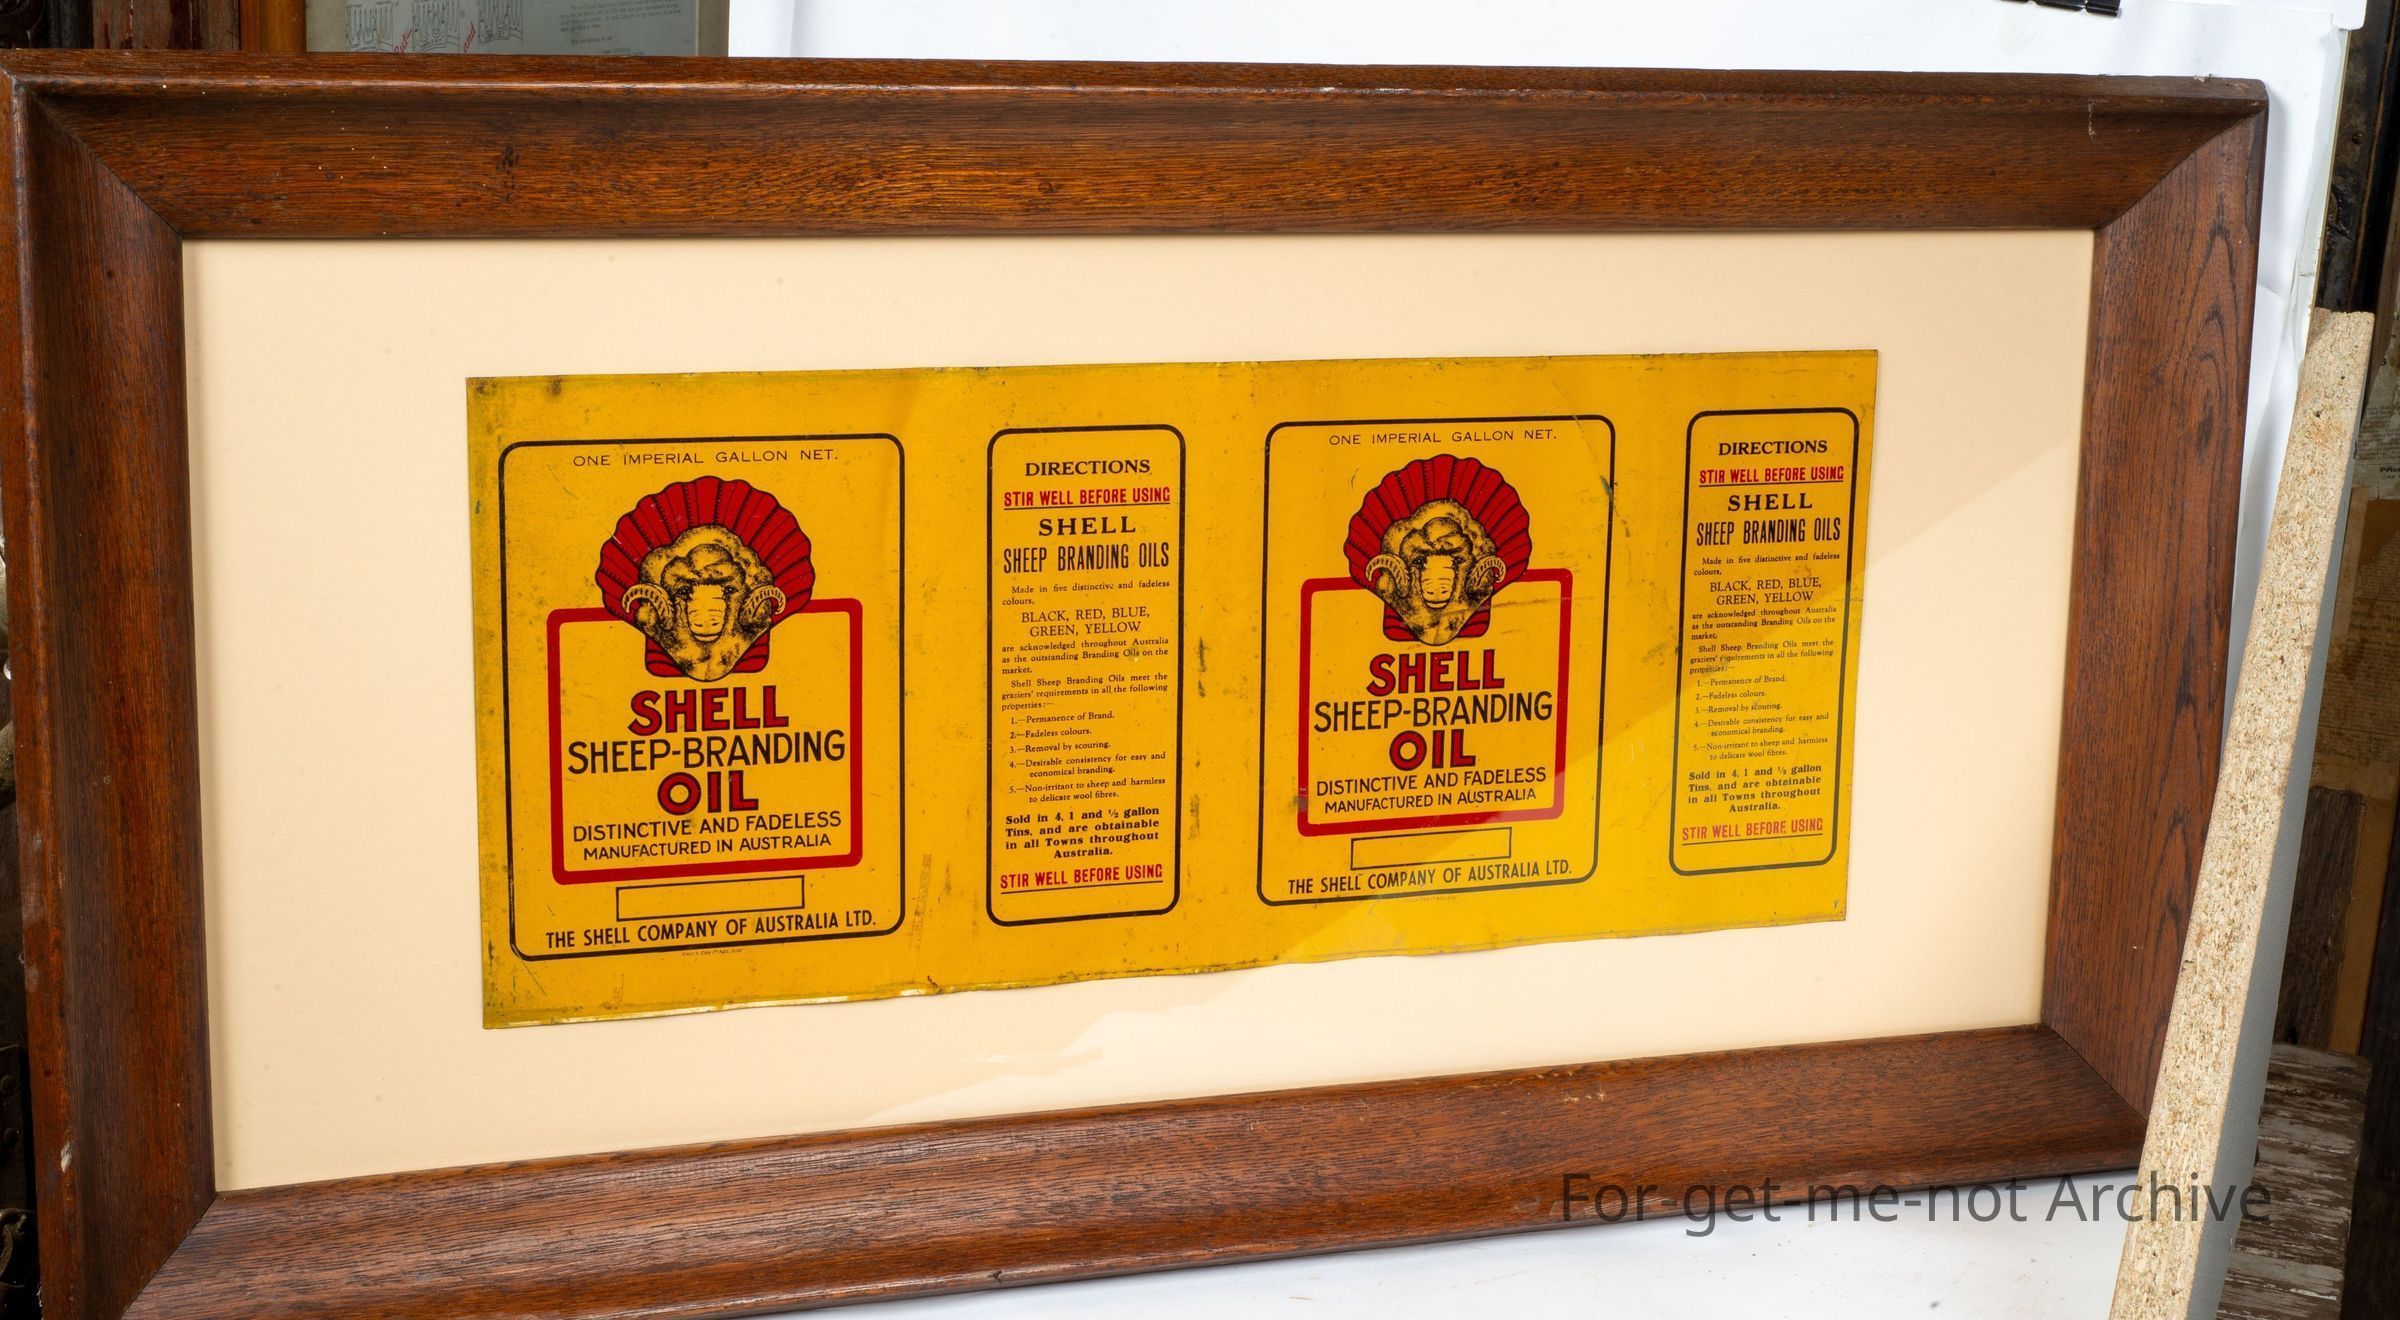 ONE IMPERIAL GALLON NET.
SHELL
SHEEP-BRANDING
OIL
DISTINCTIVE AND FADELESS
MANUFACTURED IN AUSTRALIA
THE SHELL COMPANY OF AUSTRALIA LTD.
DIRECTIONS
STIR WELL BEFORE USING
SHELL
SHEEP BRANDING OILS
Made in five distinctive and fadeless
colours,
BLACK, RED, BLUE,
GREEN, YELLOW
are acknowledged throughout Australia
as the outstanding Branding Oils on the
market.
Shell Sheep Branding Oils meet the
graziers' requirements in all the following
properties:—
1.—Permanence of Brand.
2.—Fadeless colours.
3.—Removal by scouring.
4.—Desirable consistency for easy and
economical branding.
5.—Non-irritant to sheep and harmless
to delicate wool fibres.
Sold in 4, 1 and ½ gallon
Tins, and are obtainable
in all Towns throughout
Australia.
STIR WELL BEFORE USING
ONE IMPERIAL GALLON NET.
SHELL
SHEEP-BRANDING
OIL
DISTINCTIVE AND FADELESS
MANUFACTURED IN AUSTRALIA
THE SHELL COMPANY OF AUSTRALIA LTD.
DIRECTIONS
STIR WELL BEFORE USING
SHELL
SHEEP BRANDING OILS
Made in five distinctive and fadeless
colours,
BLACK, RED, BLUE,
GREEN, YELLOW
are acknowledged throughout Australia
as the outstanding Branding Oils on the
market.
Shell Sheep Branding Oils meet the
graziers' requirements in all the following
properties:—
1.—Permanence of Brand.
2.—Fadeless colours.
3.—Removal by scouring.
4.—Desirable consistency for easy and
economical branding.
5.—Non-irritant to sheep and harmless
to delicate wool fibres.
Sold in 4, 1 and ½ gallon
Tins, and are obtainable
in all Towns throughout
Australia.
STIR WELL BEFORE USING
For-get-me-not Archive